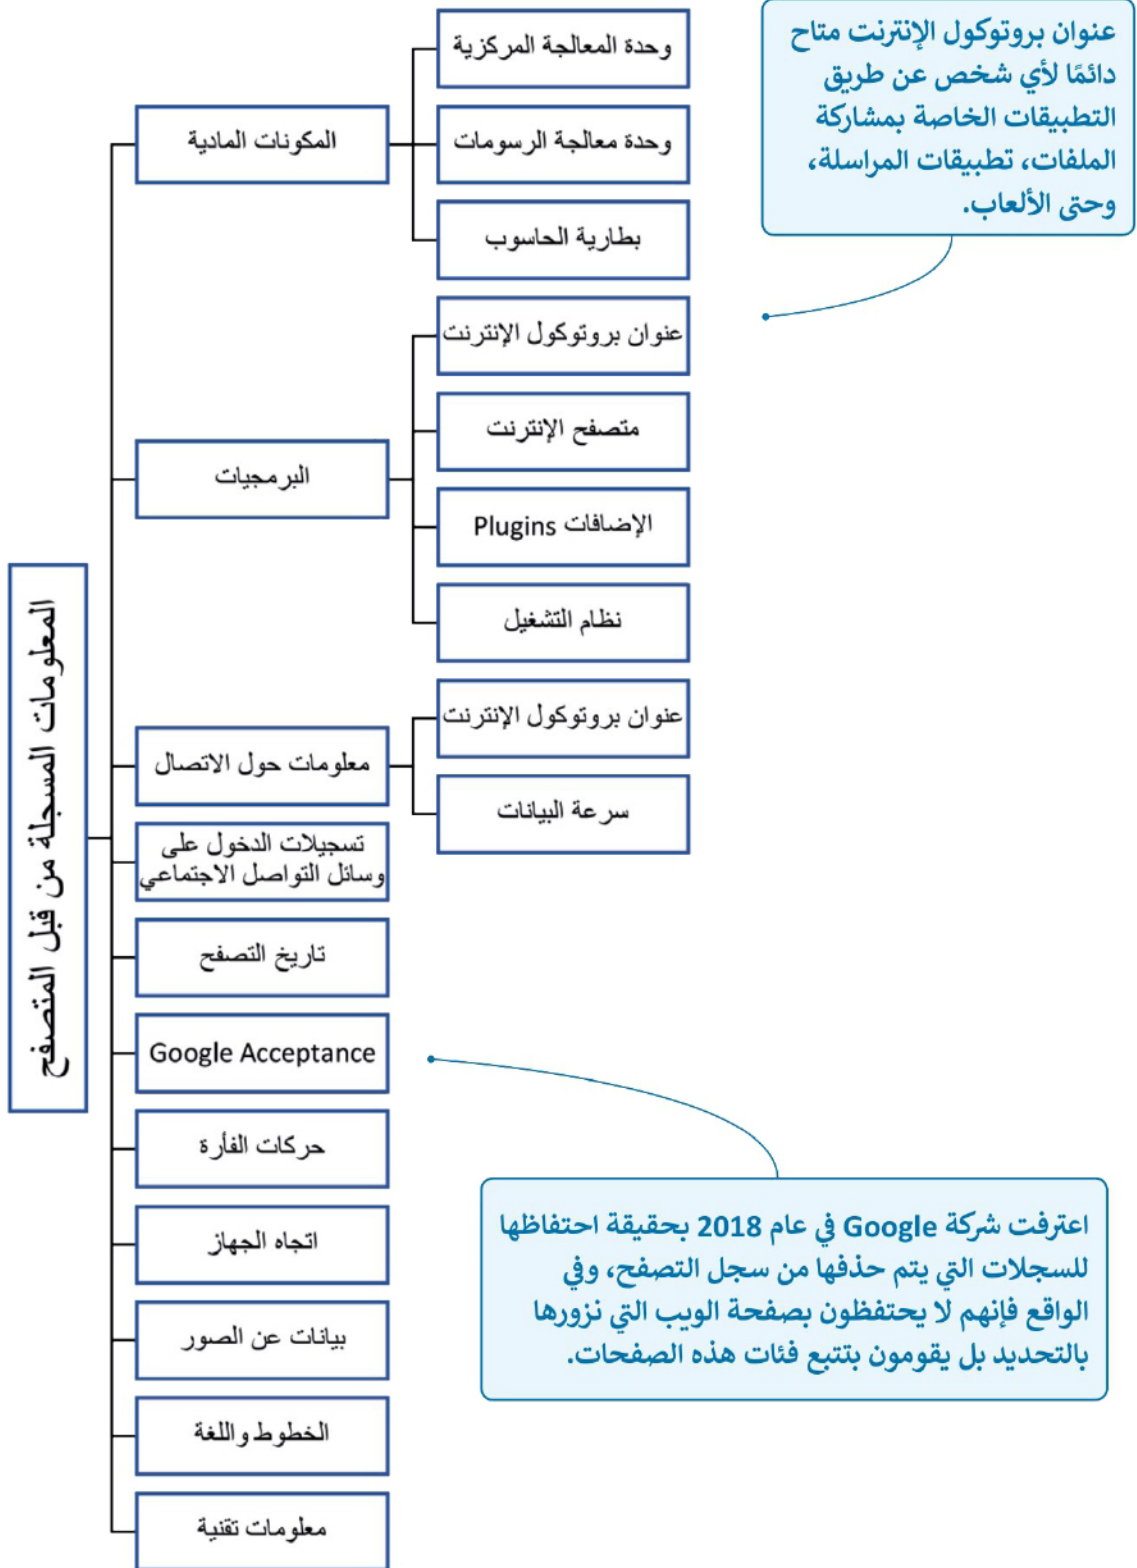 عنوان بروتوكول الإنترنت متاح
دائمًا لأي شخص عن طريق
التطبيقات الخاصة بمشاركة
الملفات، تطبيقات المراسلة،
وحتى الألعاب.
المعلومات المسجلة من قبل المتصفح
المكونات المادية
وحدة المعالجة المركزية
وحدة معالجة الرسومات
بطارية الحاسوب
البرمجيات
عنوان بروتوكول الإنترنت
متصفح الإنترنت
الإضافات Plugins
نظام التشغيل
معلومات حول الاتصال
عنوان بروتوكول الإنترنت
سرعة البيانات
تسجيلات الدخول على
وسائل التواصل الاجتماعي
تاريخ التصفح
Google Acceptance
حركات الفأرة
اتجاه الجهاز
بيانات عن الصور
الخطوط واللغة
معلومات تقنية
اعترفت شركة Google في عام 2018 بحقيقة احتفاظها
للسجلات التي يتم حذفها من سجل التصفح، وفي
الواقع فإنهم لا يحتفظون بصفحة الويب التي نزورها
بالتحديد بل يقومون بتتبع فئات هذه الصفحات.